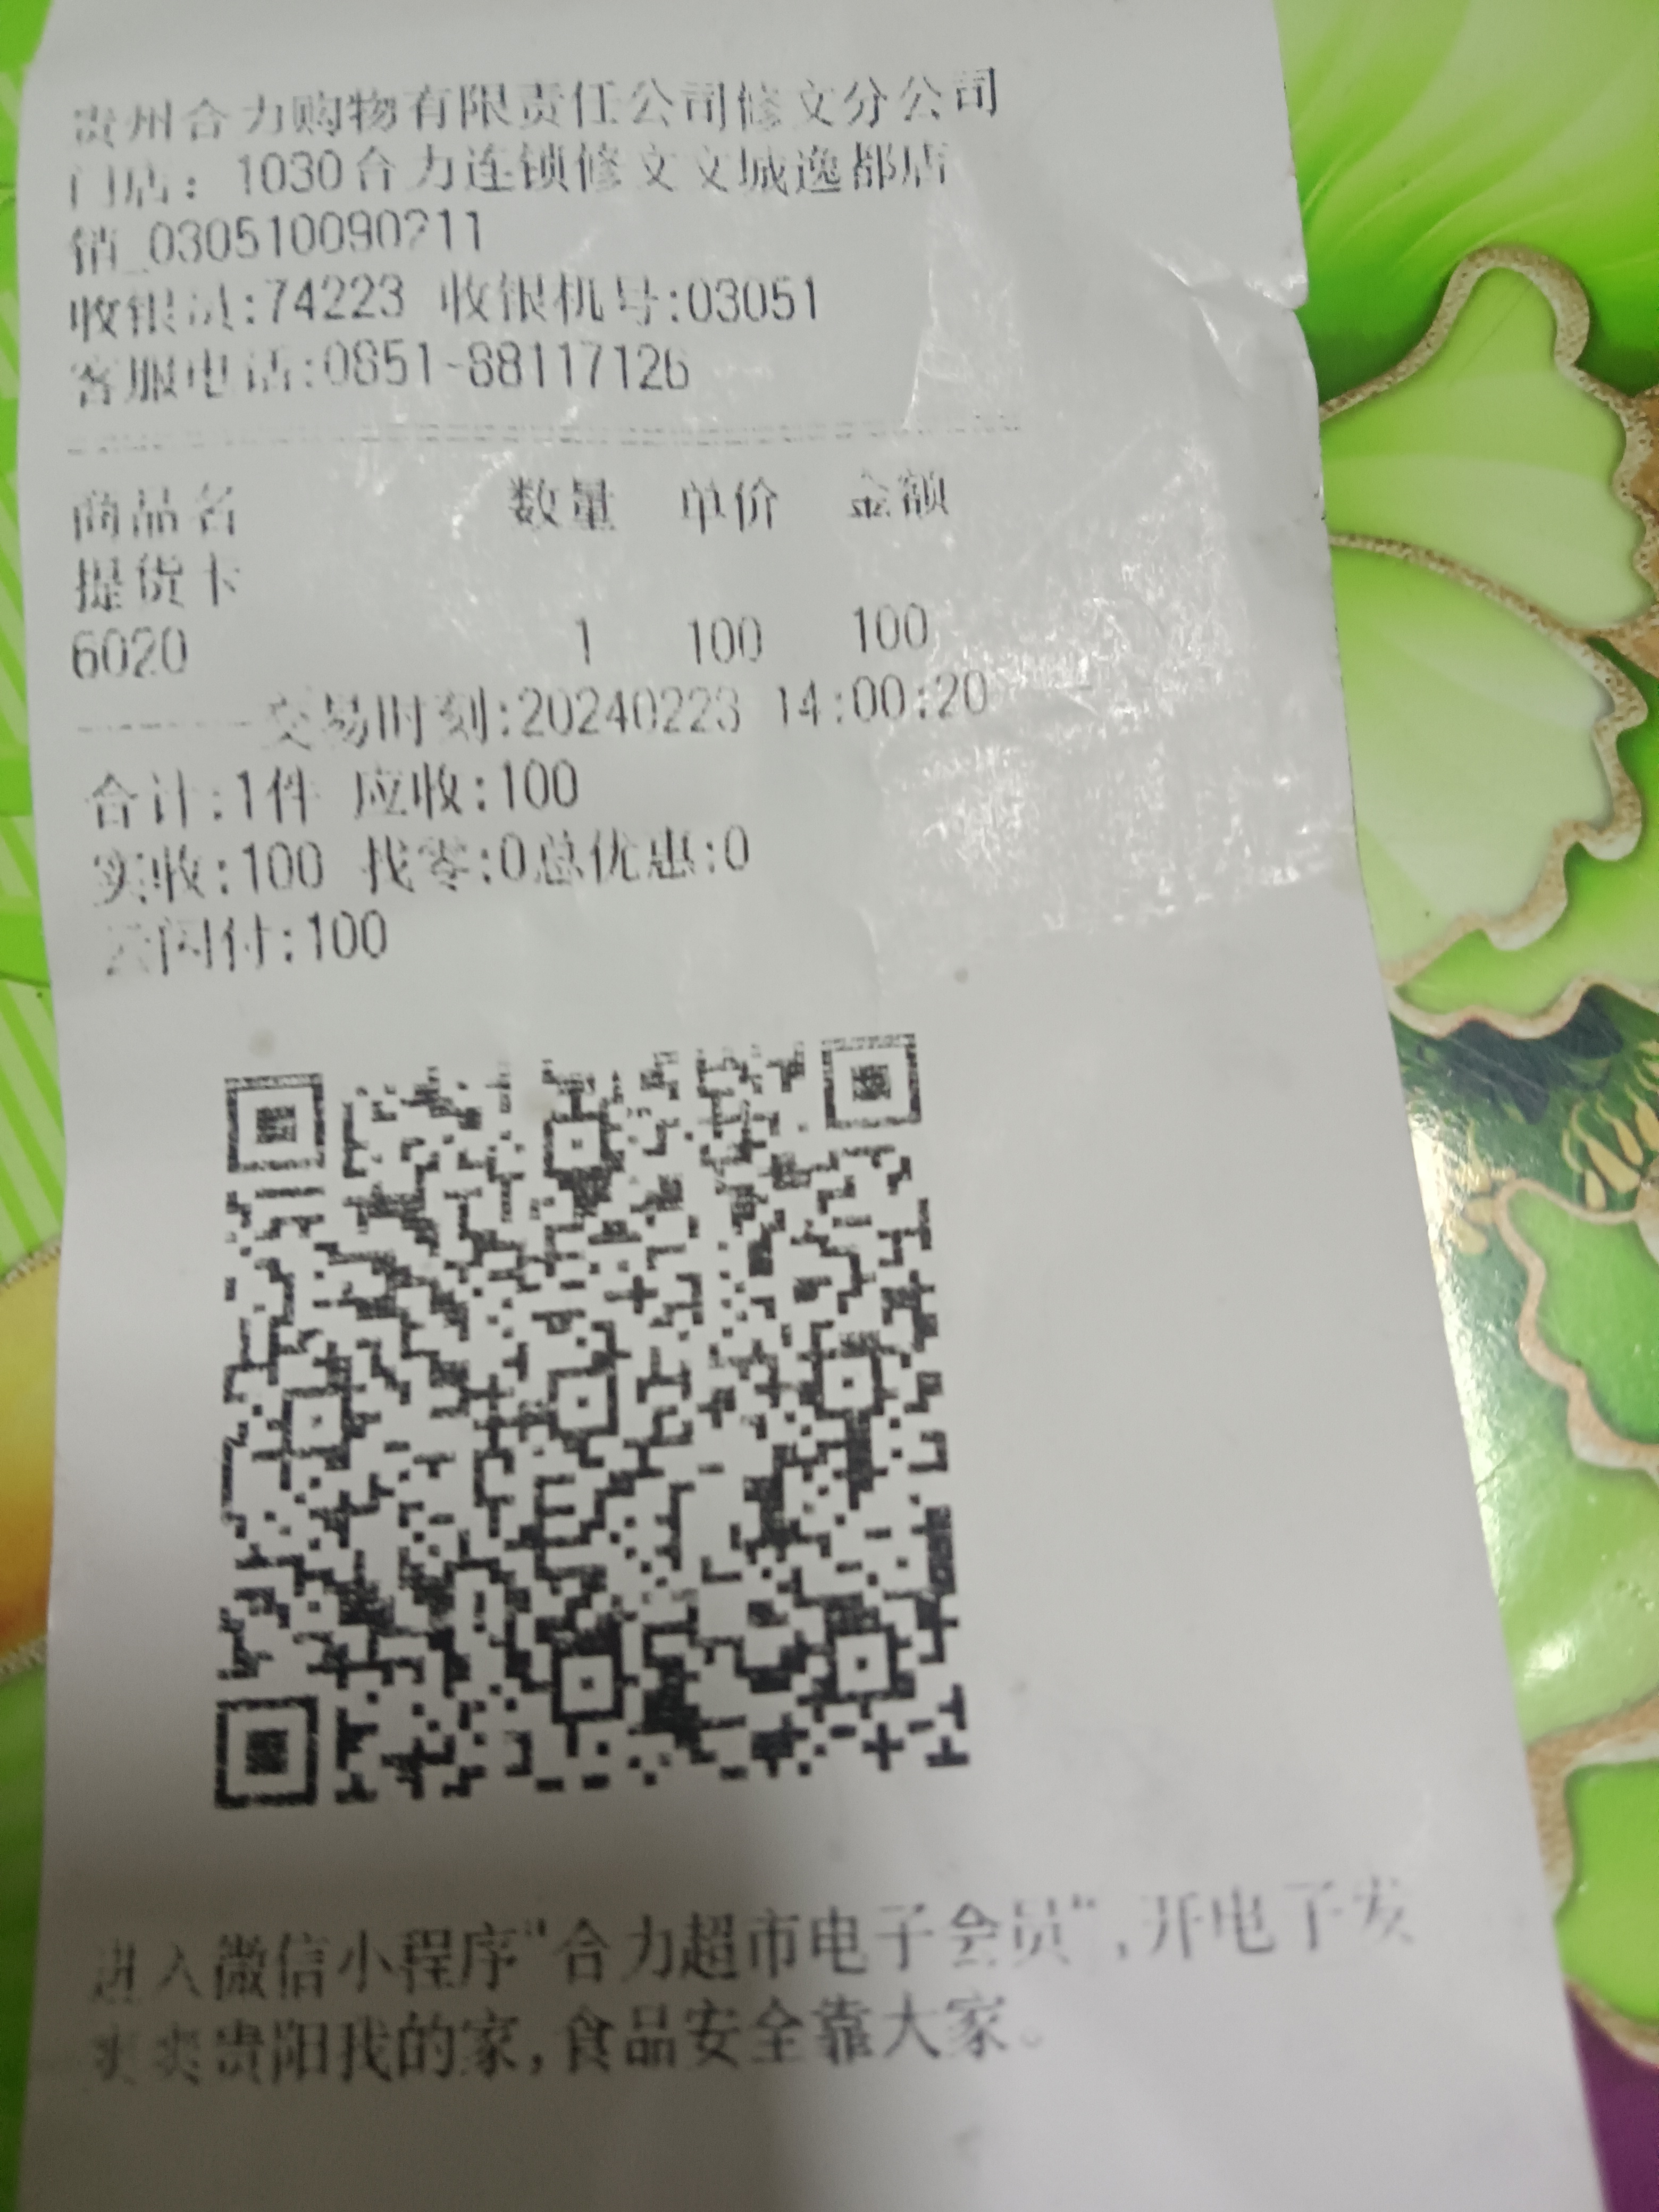 贵州合力购物有限责任公司修文分公司
门店：1030合力连锁修文文城逸都店
销_030510090211
收银员:74223 收银机号:03051
客服电话:0851-88117126
商品名 数量 单价 金额
提货卡
6020 1 100 100
交易时刻:20240223 14:00:20
合计:1件 应收:100
实收:100 找零:0总优惠:0
云闪付:100
进入微信小程序"合力超市电子会员",开电子发
爽爽贵阳我的家,食品安全靠大家。